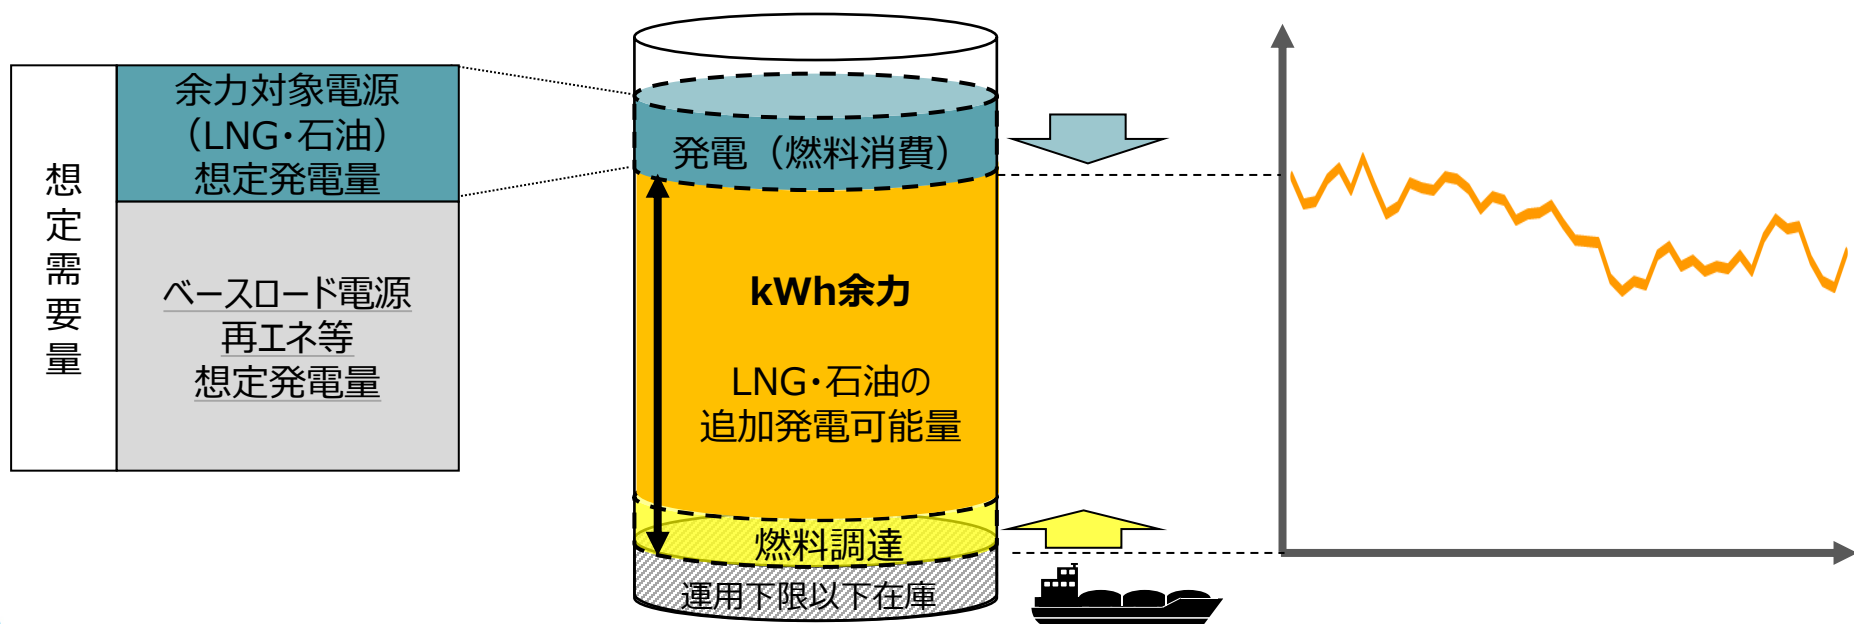 想定需要量
余力対象電源
（LNG・石油）
想定発電量
ベースロード電源
再エネ等
想定発電量
発電（燃料消費）
kWh余力
LNG・石油の
追加発電可能量
燃料調達
運用下限以下在庫